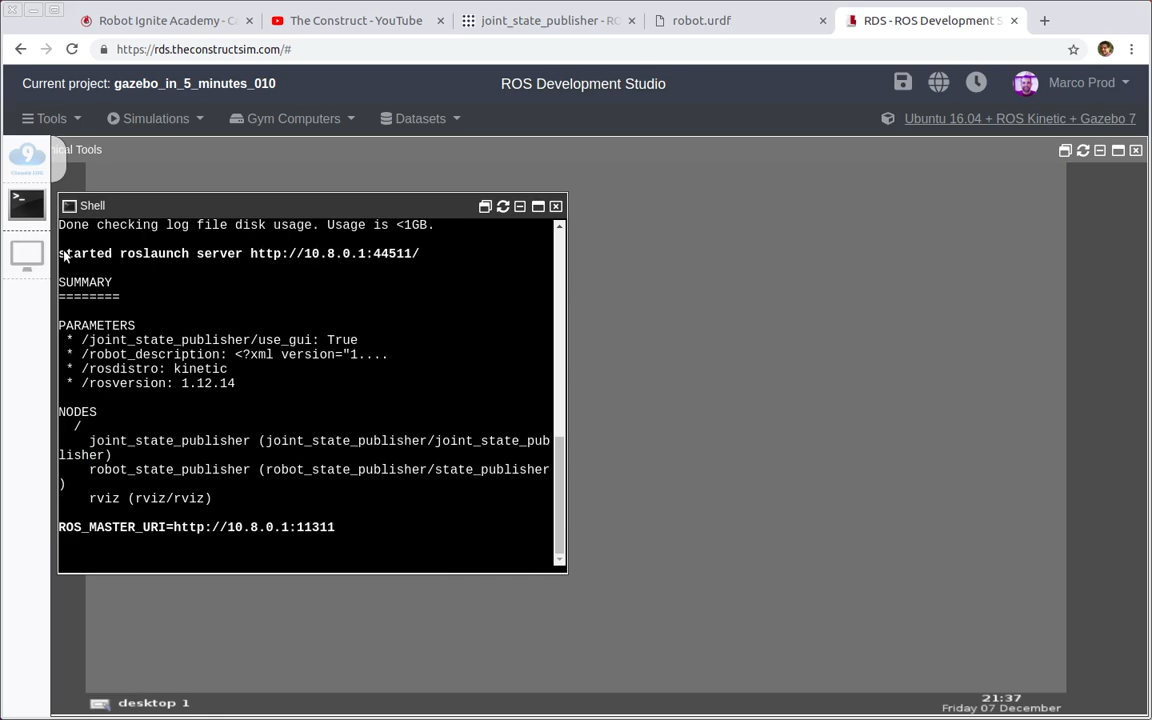 Robot Ignite Academy - C
The Construct - YouTube
joint_state_publisher - RO
robot.urdf
RDS - ROS Development S
https://rds.theconstructsim.com/#
Current project: gazebo_in_5_minutes_010
ROS Development Studio
Marco Prod
Tools
Simulations
Gym Computers
Datasets
Ubuntu 16.04 + ROS Kinetic + Gazebo 7
ical Tools
Shell
Done checking log file disk usage. Usage is <1GB.
started roslaunch server http://10.8.0.1:44511/
SUMMARY
========
PARAMETERS
* /joint_state_publisher/use_gui: True
* /robot_description: <?xml version="1....
* /rosdistro: kinetic
* /rosversion: 1.12.14
NODES
/
joint_state_publisher (joint_state_publisher/joint_state_pub
lisher)
robot_state_publisher (robot_state_publisher/state_publisher
)
rviz (rviz/rviz)
ROS_MASTER_URI=http://10.8.0.1:11311
desktop 1
21:37
Friday 07 December